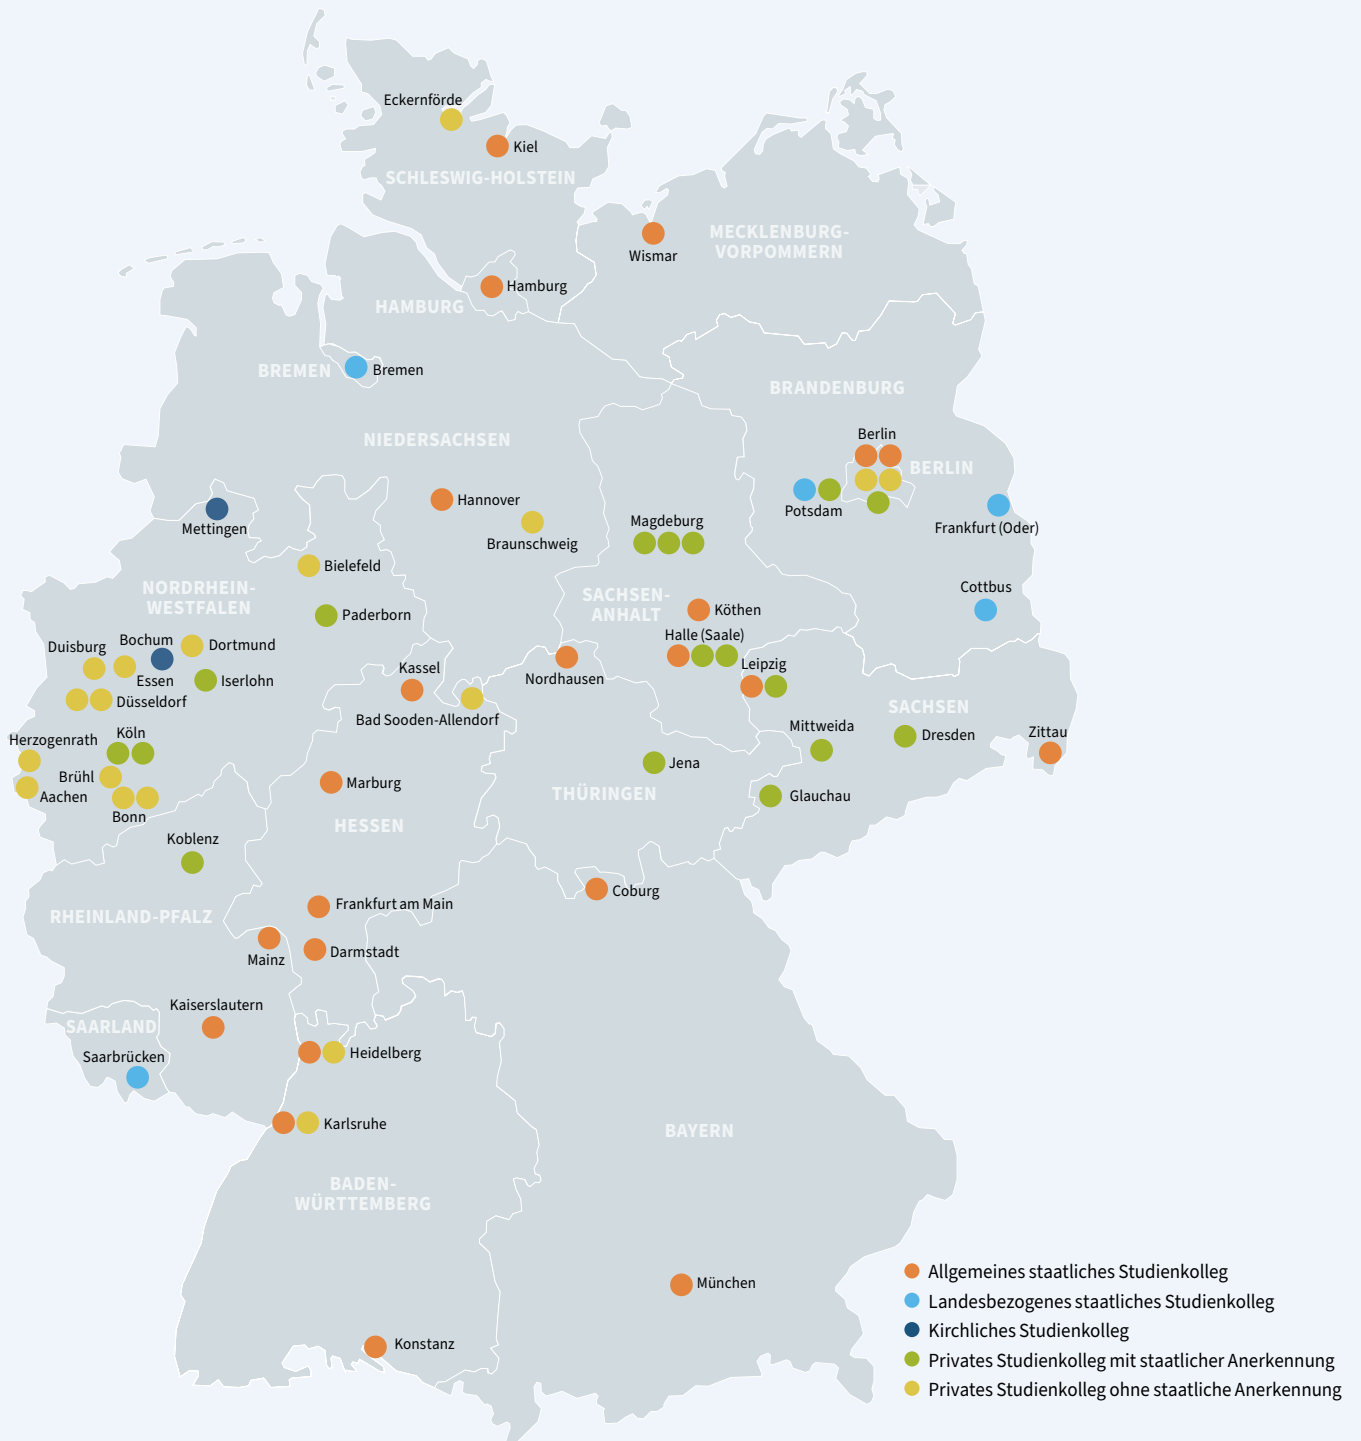 Eckernförde
Kiel
SCHLESWIG-HOLSTEIN
MECKLENBURG-
VORPOMMERN
Wismar
Hamburg
HAMBURG
BREMEN
Bremen
BRANDENBURG
NIEDERSACHSEN
Berlin
BERLIN
Hannover
Potsdam
Frankfurt (Oder)
Mettingen
Braunschweig
Magdeburg
Bielefeld
NORDRHEIN-
WESTFALEN
Cottbus
SACHSEN-
ANHALT
Köthen
Paderborn
Halle (Saale)
Duisburg
Bochum
Dortmund
Essen
Iserlohn
Kassel
Nordhausen
Leipzig
Düsseldorf
Bad Sooden-Allendorf
SACHSEN
Mittweida
Dresden
Zittau
Herzogenrath
Köln
Jena
Brühl
Aachen
Marburg
THÜRINGEN
Glauchau
Bonn
HESSEN
Koblenz
Coburg
Frankfurt am Main
RHEINLAND-PFALZ
Mainz
Darmstadt
Kaiserslautern
SAARLAND
Saarbrücken
Heidelberg
Karlsruhe
BAYERN
BADEN-
WÜRTTEMBERG
München
Konstanz
Allgemeines staatliches Studienkolleg
Landesbezogenes staatliches Studienkolleg
Kirchliches Studienkolleg
Privates Studienkolleg mit staatlicher Anerkennung
Privates Studienkolleg ohne staatliche Anerkennung